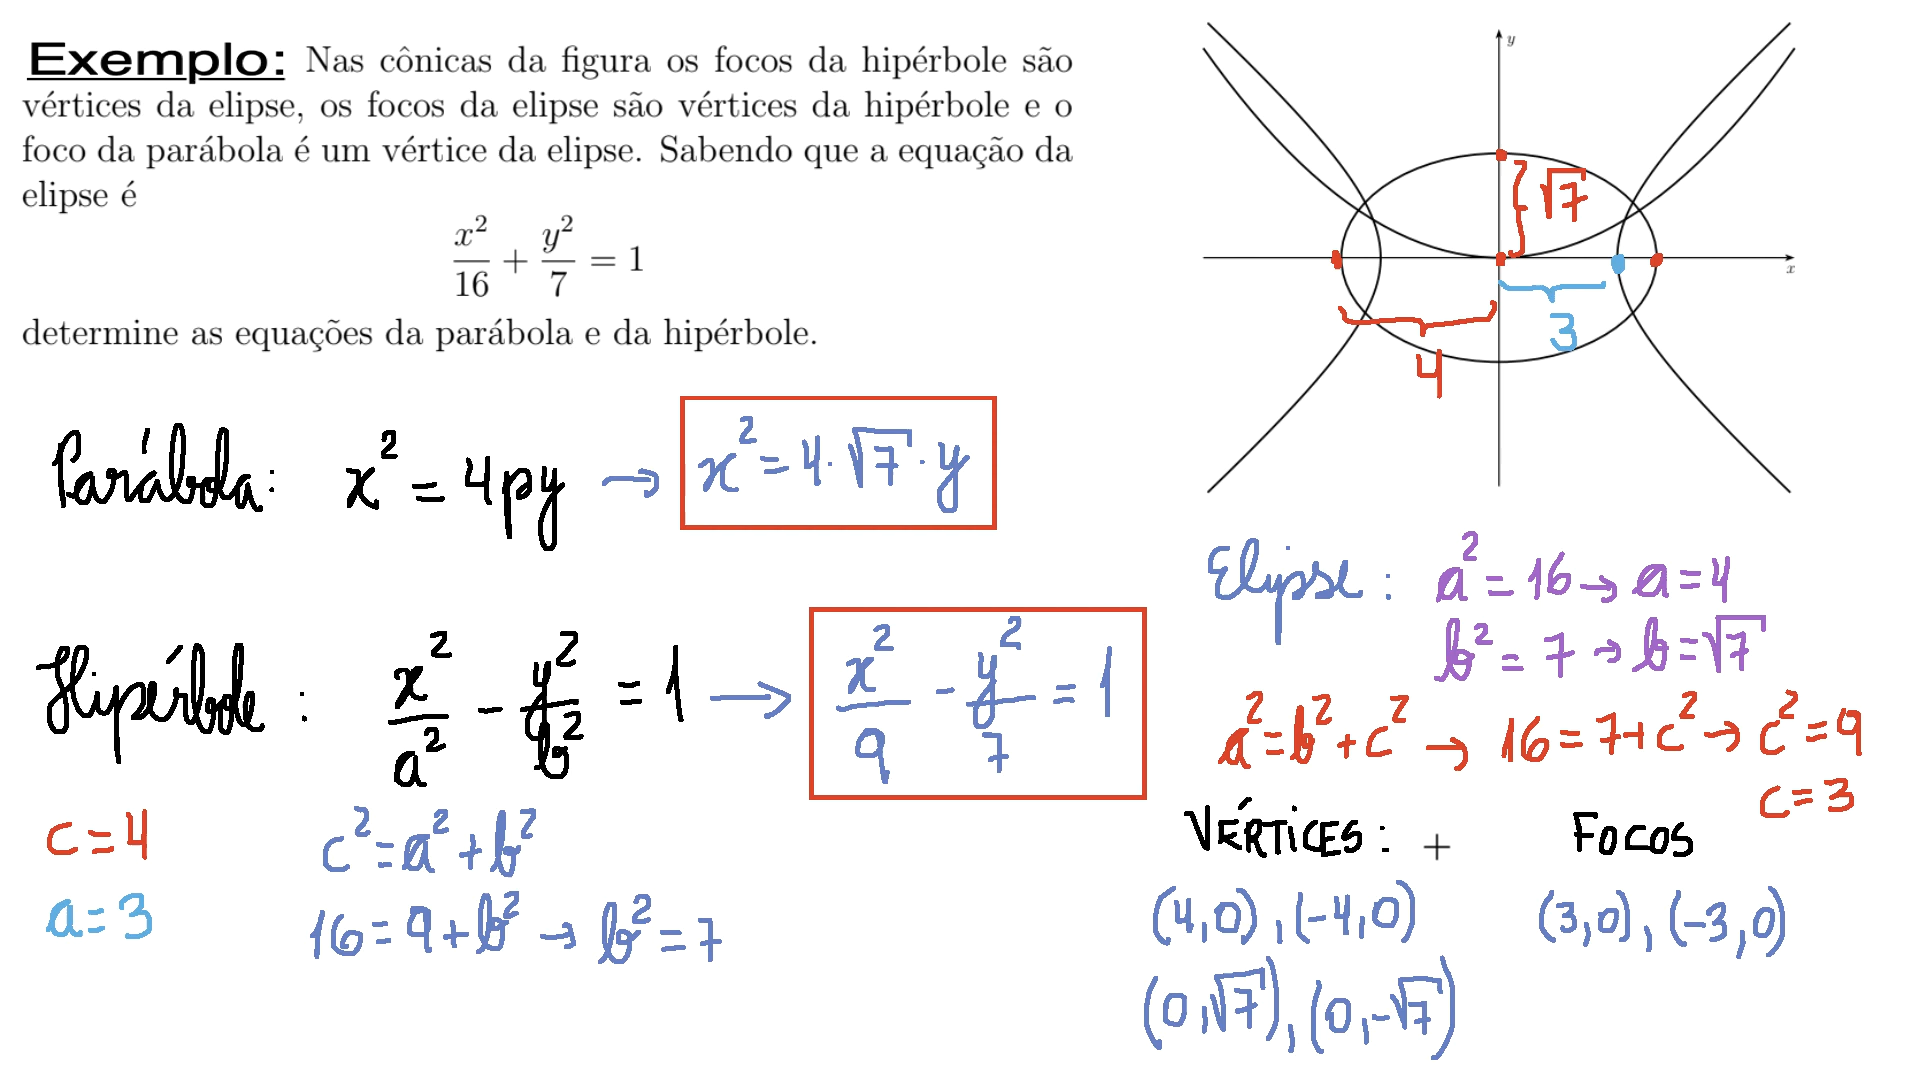 Exemplo: Nas cônicas da figura os focos da hipérbole são
vértices da elipse, os focos da elipse são vértices da hipérbole e o
foco da parábola é um vértice da elipse. Sabendo que a equação da
elipse é
x²/16 + y²/7 = 1
determine as equações da parábola e da hipérbole.
y
x
√7
4
3
Parábola: x² = 4py → x² = 4·√7·y
Hipérbole: x²/a² - y²/b² = 1 → x²/9 - y²/7 = 1
c = 4
a = 3
c² = a² + b²
16 = 9 + b² → b² = 7
Elipse: a² = 16 → a = 4
b² = 7 → b = √7
a² = b² + c² → 16 = 7 + c² → c² = 9
c = 3
VÉRTICES: + FOCOS
(4,0), (-4,0) (3,0), (-3,0)
(0,√7), (0,-√7)